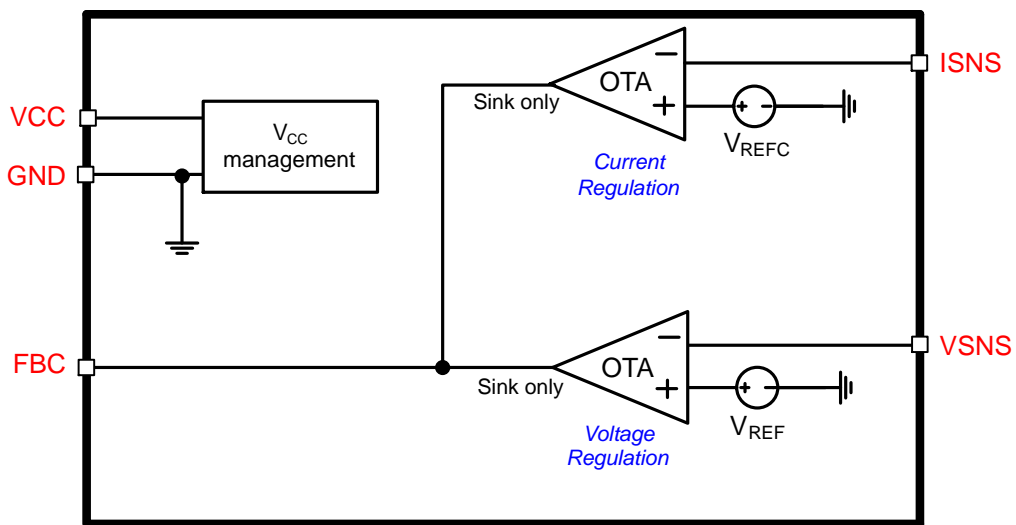 ISNS
OTA
Sink only
VCC
VREFC
VCC
management
Current
Regulation
GND
VSNS
FBC
OTA
Sink only
VREF
Voltage
Regulation